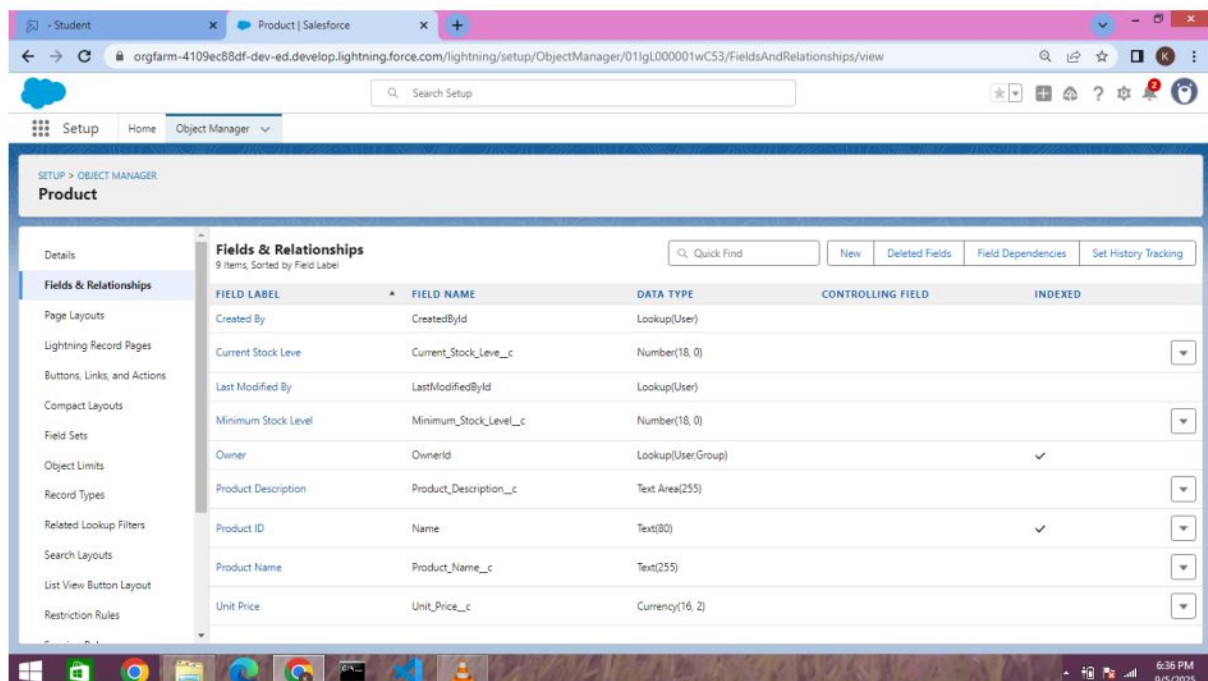 - Student
Product | Salesforce
orgfarm-4109ec88df-dev-ed.develop.lightning.force.com/lightning/setup/ObjectManager/01IgL000001wC53/FieldsAndRelationships/view
K
Search Setup
2
Setup Home Object Manager
SETUP > OBJECT MANAGER
Product
Details
Fields & Relationships
Page Layouts
Lightning Record Pages
Buttons, Links, and Actions
Compact Layouts
Field Sets
Object Limits
Record Types
Related Lookup Filters
Search Layouts
List View Button Layout
Restriction Rules
Fields & Relationships
9 Items, Sorted by Field Label
Quick Find New Deleted Fields Field Dependencies Set History Tracking
FIELD LABEL FIELD NAME DATA TYPE CONTROLLING FIELD INDEXED
Created By CreatedById Lookup(User)
Current Stock Leve Current_Stock_Leve__c Number(18, 0)
Last Modified By LastModifiedById Lookup(User)
Minimum Stock Level Minimum_Stock_Level__c Number(18, 0)
Owner OwnerId Lookup(User,Group)
Product Description Product_Description__c Text Area(255)
Product ID Name Text(80)
Product Name Product_Name__c Text(255)
Unit Price Unit_Price__c Currency(16, 2)
6:36 PM
9/5/2025